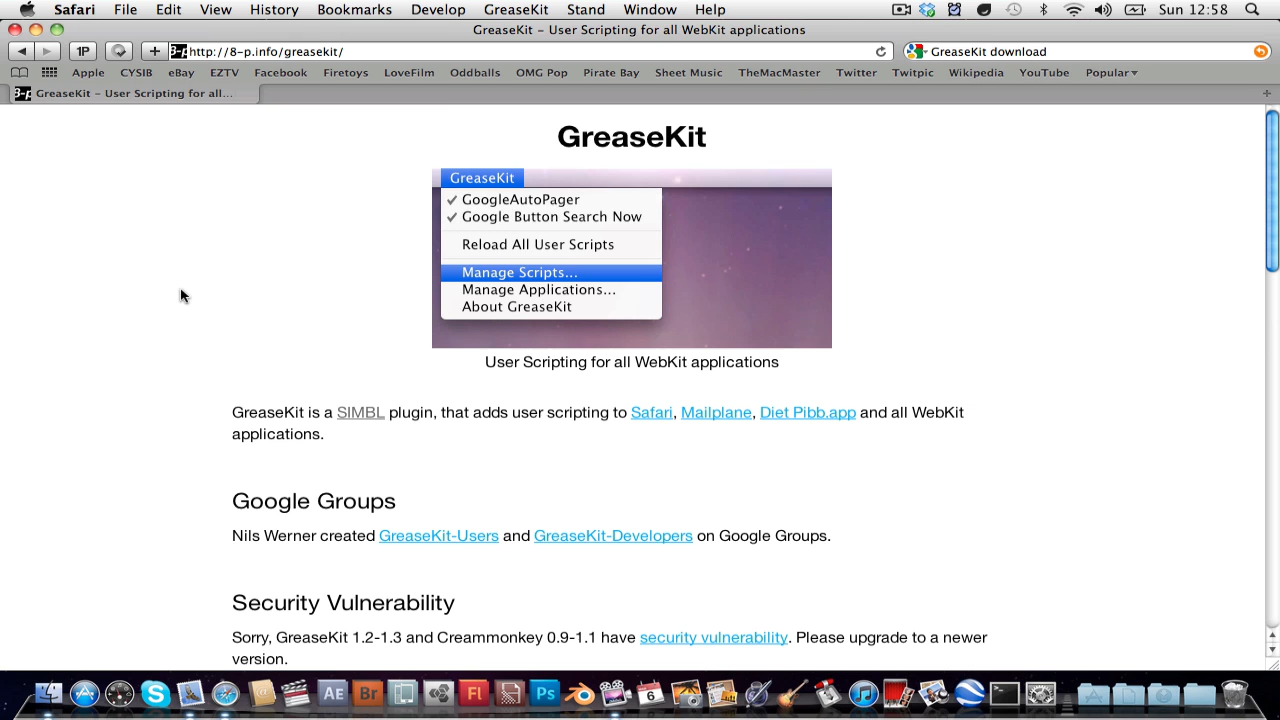 Safari File Edit View History Bookmarks Develop GreaseKit Stand Window Help Sun 12:58
GreaseKit – User Scripting for all WebKit applications
1P http://8-p.info/greasekit/ GreaseKit download
Apple CYSIB eBay EZTV Facebook Firetoys LoveFilm Oddballs OMG Pop Pirate Bay Sheet Music TheMacMaster Twitter Twitpic Wikipedia YouTube Popular
GreaseKit – User Scripting for all...
GreaseKit
GreaseKit
GoogleAutoPager
Google Button Search Now
Reload All User Scripts
Manage Scripts...
Manage Applications...
About GreaseKit
User Scripting for all WebKit applications
GreaseKit is a SIMBL plugin, that adds user scripting to Safari, Mailplane, Diet Pibb.app and all WebKit
applications.
Google Groups
Nils Werner created GreaseKit-Users and GreaseKit-Developers on Google Groups.
Security Vulnerability
Sorry, GreaseKit 1.2-1.3 and Creammonkey 0.9-1.1 have security vulnerability. Please upgrade to a newer
version.
AE Br Fl Ps 6